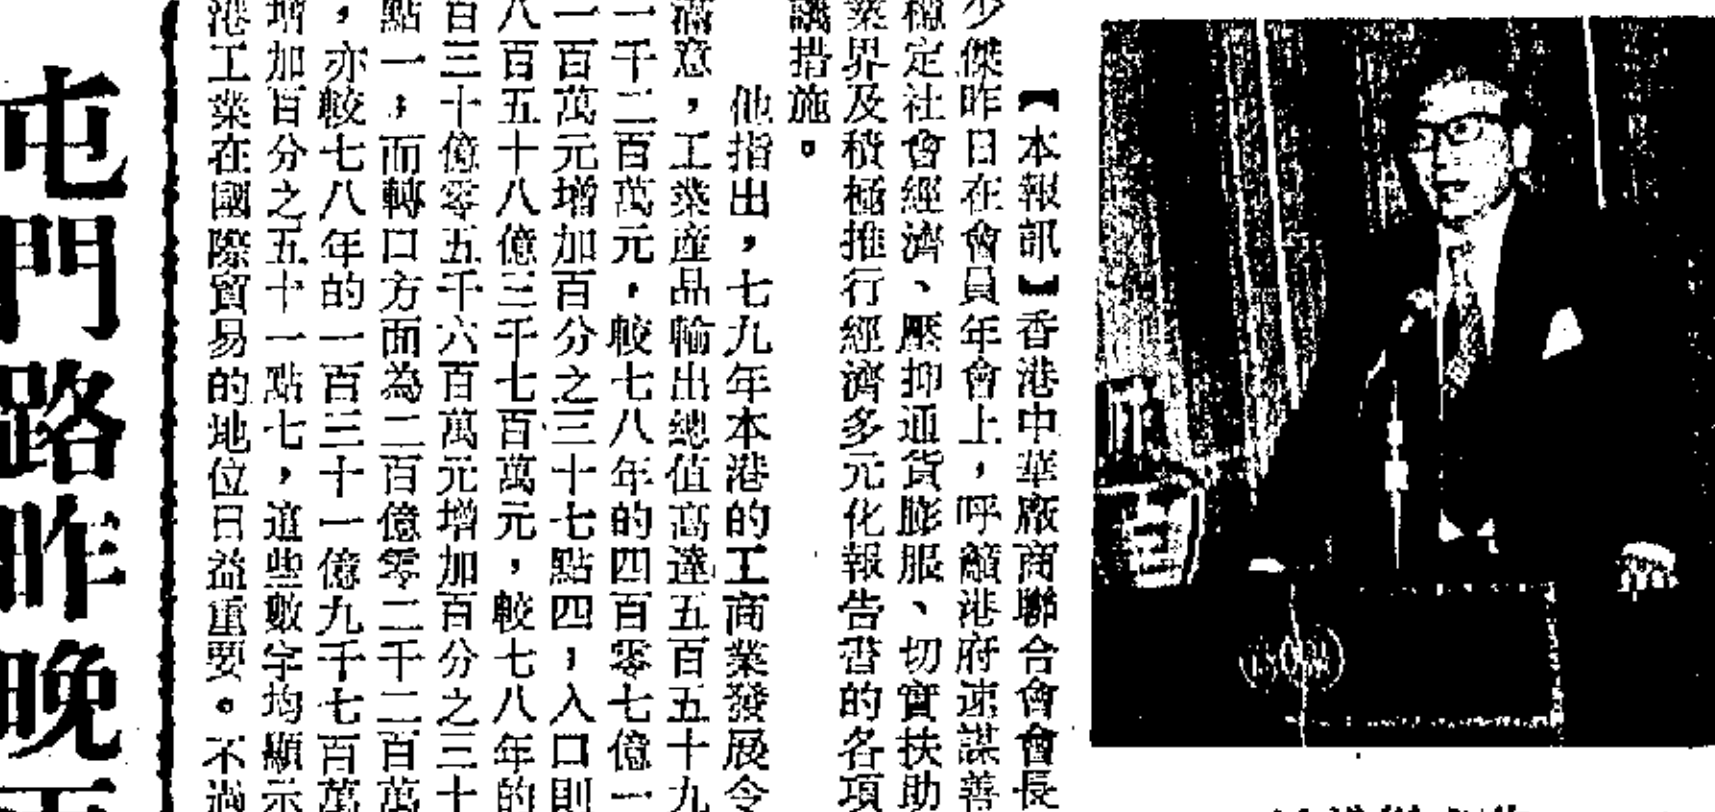 【本報訊】香港中華廠商聯合會會長
少傑昨日在會員年會上，呼籲港府速謀善
穩定社會經濟、壓抑通貨膨脹、切實扶助
業界及積極推行經濟多元化報告書的各項
議措施。
他指出，七九年本港的工商業發展令
滿意，工業產品輸出總值高達五百五十九
一千二百萬元，較七八年的四百零七億一
一百萬元增加百分之三十七點四，入口則
八百五十八億三千七百萬元，較七八年的
百三十億零五千六百萬元增加百分之三十
點一，而轉口方面為二百億零二千二百萬
，亦較七八年的一百三十一億九千七百萬
增加百分之五十一點七，這些數字均顯示
港工業在國際貿易的地位日益重要。不過
屯門路昨晚